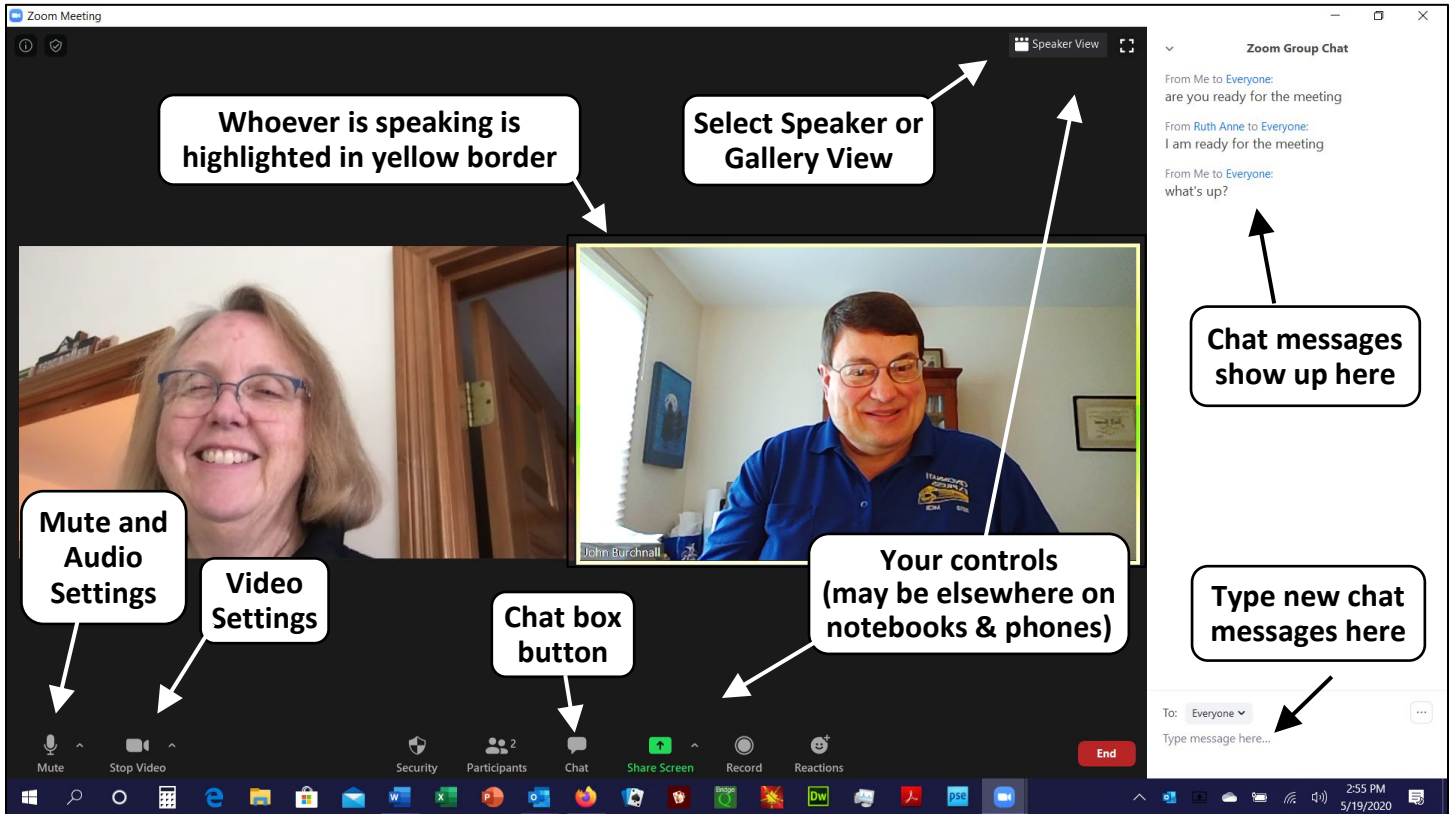 Zoom Meeting
Speaker View
Whoever is speaking is
highlighted in yellow border
Select Speaker or
Gallery View
John Burchnall
Mute and
Audio
Settings
Video
Settings
Chat box
button
Your controls
(may be elsewhere on
notebooks & phones)
Zoom Group Chat
From Me to Everyone:
are you ready for the meeting
From Ruth Anne to Everyone:
I am ready for the meeting
From Me to Everyone:
what's up?
Chat messages
show up here
Type new chat
messages here
To: Everyone
Type message here...
Mute
Stop Video
Security
2
Participants
Chat
Share Screen
Record
Reactions
End
Bridge
Dw
pse
2:55 PM
5/19/2020